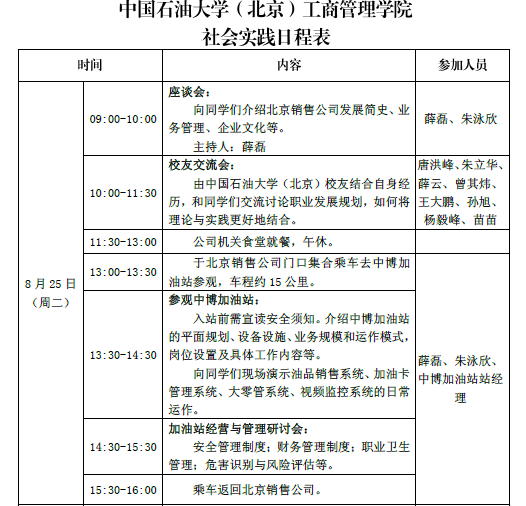 中国石油大学（北京）工商管理学院
社会实践日程表
时间
内容
参加人员
8月25日
（周二）
09:00-10:00
座谈会：
向同学们介绍北京销售公司发展简史、业
务管理、企业文化等。
主持人：薛磊
薛磊、朱泳欣
10:00-11:30
校友交流会：
由中国石油大学（北京）校友结合自身经
历，和同学们交流讨论职业发展规划，如何将
理论与实践更好地结合。
唐洪峰、朱立华、
薛云、曾其炜、
王大鹏、孙旭、
杨毅峰、苗苗
11:30-13:00
公司机关食堂就餐，午休。
13:00-13:30
于北京销售公司门口集合乘车去中博加
油站参观，车程约15公里。
13:30-14:30
参观中博加油站：
入站前需宣读安全须知。介绍中博加油站
的平面规划、设备设施、业务规模和运作模式，
岗位设置及具体工作内容等。
向同学们现场演示油品销售系统、加油卡
管理系统、大零管系统、视频监控系统的日常
运作。
薛磊、朱泳欣、
中博加油站站经
理
14:30-15:30
加油站经营与管理研讨会：
安全管理制度；财务管理制度；职业卫生
管理；危害识别与风险评估等。
15:30-16:00
乘车返回北京销售公司。